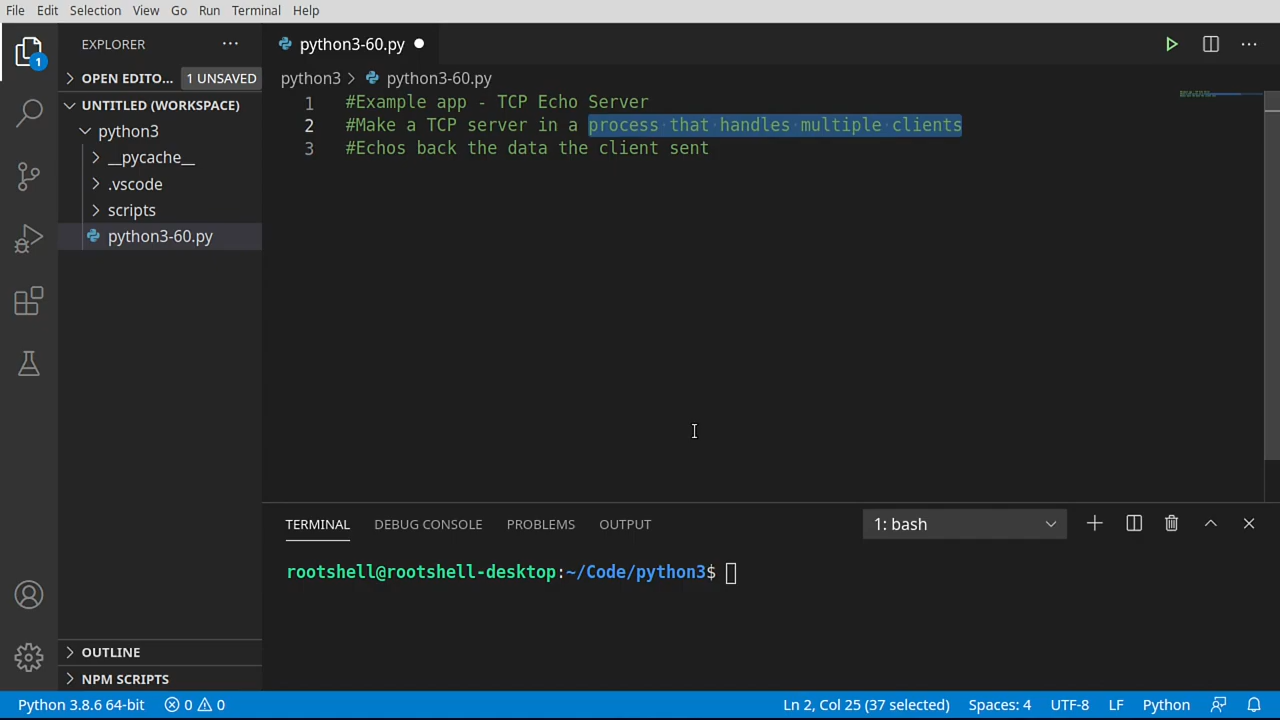 File Edit Selection View Go Run Terminal Help
EXPLORER
python3-60.py
OPEN EDITO... 1 UNSAVED
python3 > python3-60.py
UNTITLED (WORKSPACE)
python3
__pycache__
.vscode
scripts
python3-60.py
1 #Example app - TCP Echo Server
2 #Make a TCP server in a process that handles multiple clients
3 #Echos back the data the client sent
1
TERMINAL DEBUG CONSOLE PROBLEMS OUTPUT 1: bash
rootshell@rootshell-desktop:~/Code/python3$
OUTLINE
NPM SCRIPTS
Python 3.8.6 64-bit 0 0 Ln 2, Col 25 (37 selected) Spaces: 4 UTF-8 LF Python